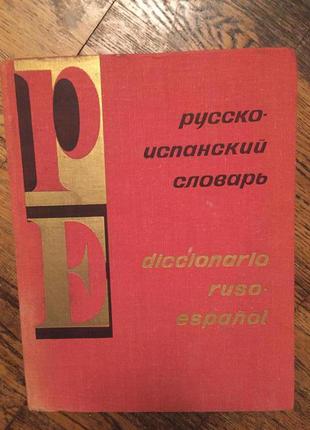 Р
E
русско-
испанский
словарь
diccionario
ruso-
español